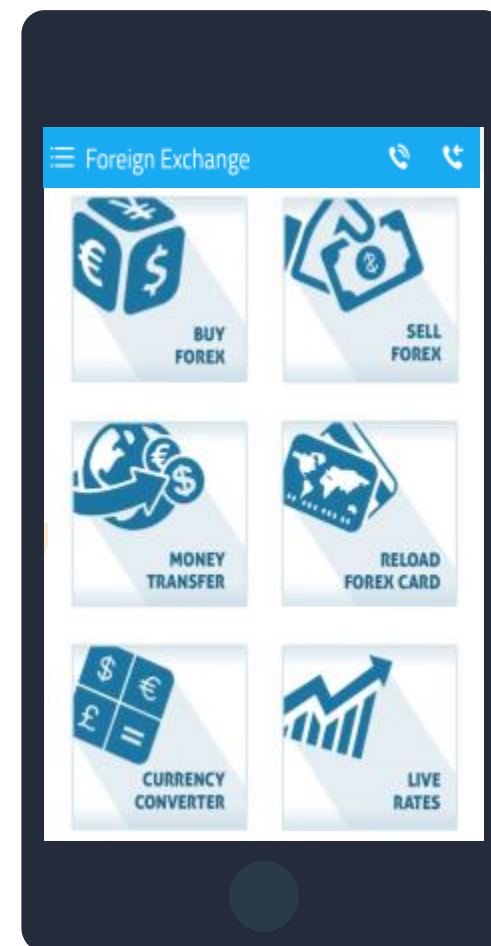 Foreign Exchange
BUY
FOREX
SELL
FOREX
MONEY
TRANSFER
RELOAD
FOREX CARD
CURRENCY
CONVERTER
LIVE
RATES